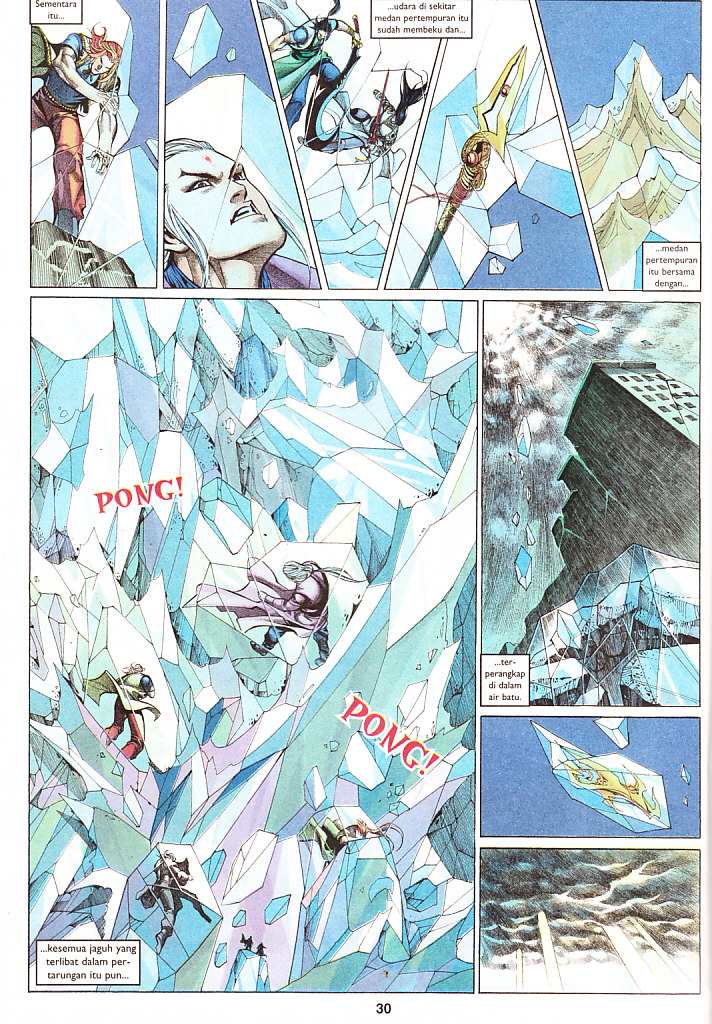 Sementara
itu...
...udara di sekitar
medan pertempuran itu
sudah membeku dan...
...medan
pertempuran
itu bersama
dengan...
PONG!
PONG!
...kesemua jaguh yang
terlibat dalam per-
tarungan itu pun...
...ter-
perangkap
di dalam
air batu.
30